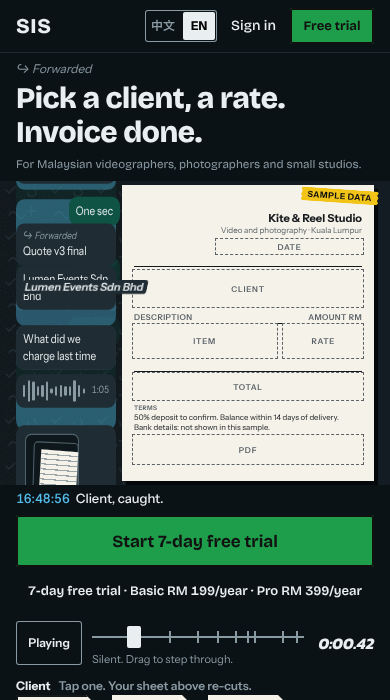 SIS
中文 EN
Sign in
Free trial
↪ Forwarded
Pick a client, a rate.
Invoice done.
For Malaysian videographers, photographers and small studios.
SAMPLE DATA
One sec
↪ Forwarded
Quote v3 final
Lumen Events Sdn
Bhd
Lumen Events Sdn Bhd
What did we
charge last time
1:05
Kite & Reel Studio
Video and photography · Kuala Lumpur
DATE
CLIENT
DESCRIPTION AMOUNT RM
ITEM RATE
TOTAL
TERMS
50% deposit to confirm. Balance within 14 days of delivery.
Bank details: not shown in this sample.
PDF
16:48:56 Client, caught.
Start 7-day free trial
7-day free trial · Basic RM 199/year · Pro RM 399/year
Playing
0:00.42
Silent. Drag to step through.
Client Tap one. Your sheet above re-cuts.